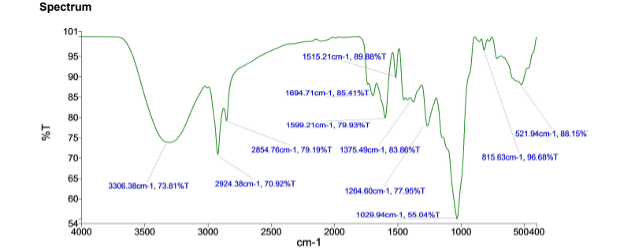 Spectrum
101
95
90
85
80
75
70
65
60
54
%T
4000
3500
3000
2500
2000
1500
1000
500400
cm-1
1515.21cm-1, 89.88%T
1694.71cm-1, 85.41%T
1599.21cm-1, 79.93%T
521.94cm-1, 88.15%
2854.76cm-1, 79.19%T
1375.49cm-1, 83.86%T
815.63cm-1, 96.68%T
3306.38cm-1, 73.81%T
2924.38cm-1, 70.92%T
1264.60cm-1, 77.95%T
1029.94cm-1, 55.04%T